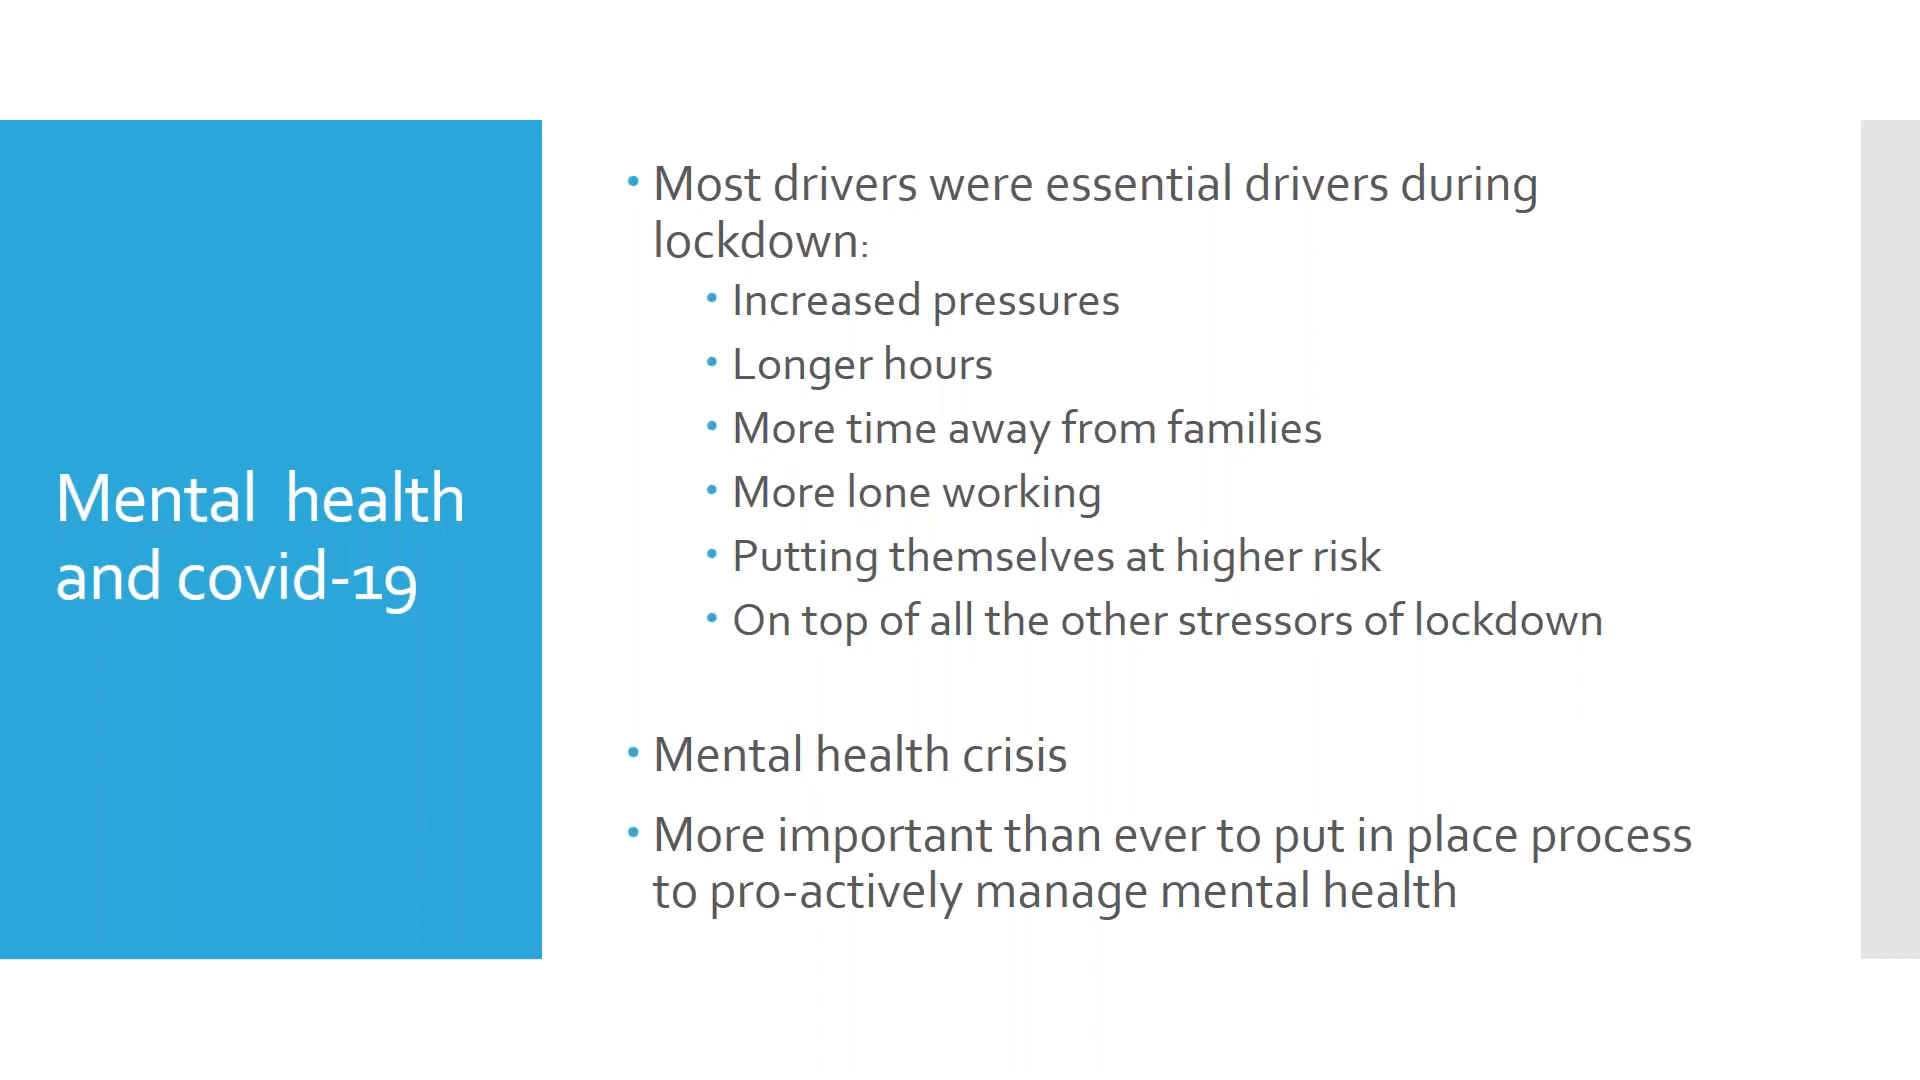 Mental health
and covid-19
• Most drivers were essential drivers during
lockdown:
• Increased pressures
• Longer hours
• More time away from families
• More lone working
• Putting themselves at higher risk
• On top of all the other stressors of lockdown
• Mental health crisis
• More important than ever to put in place process
to pro-actively manage mental health